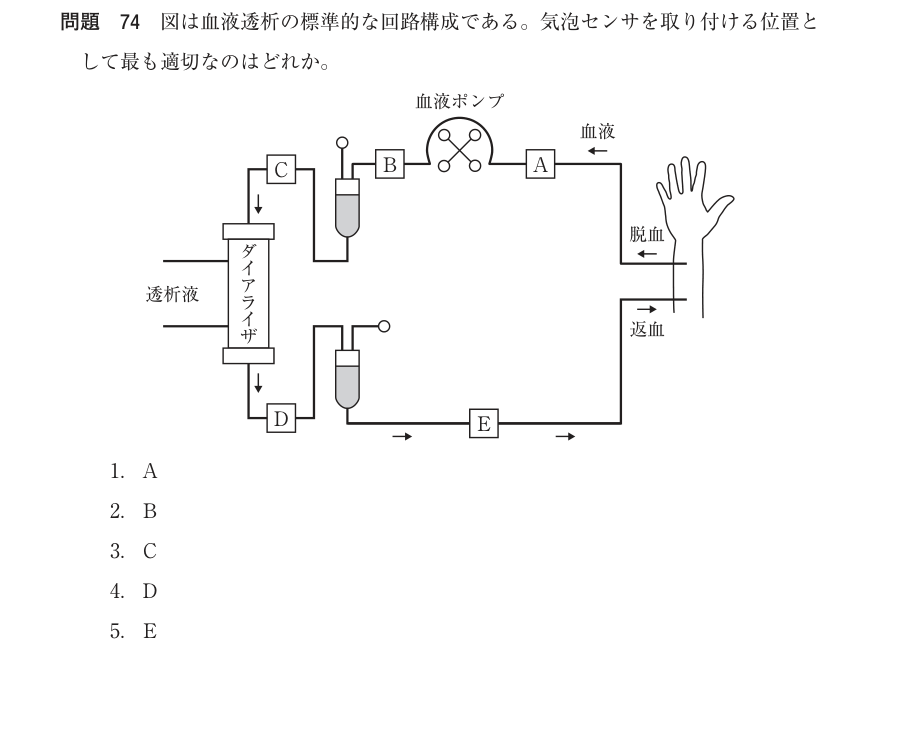 問題 74 図は血液透析の標準的な回路構成である。気泡センサを取り付ける位置と
して最も適切なのはどれか。
血液ポンプ
血液
A
B
C
脱血
ダイアライザ
透析液
返血
D
E
1. A
2. B
3. C
4. D
5. E